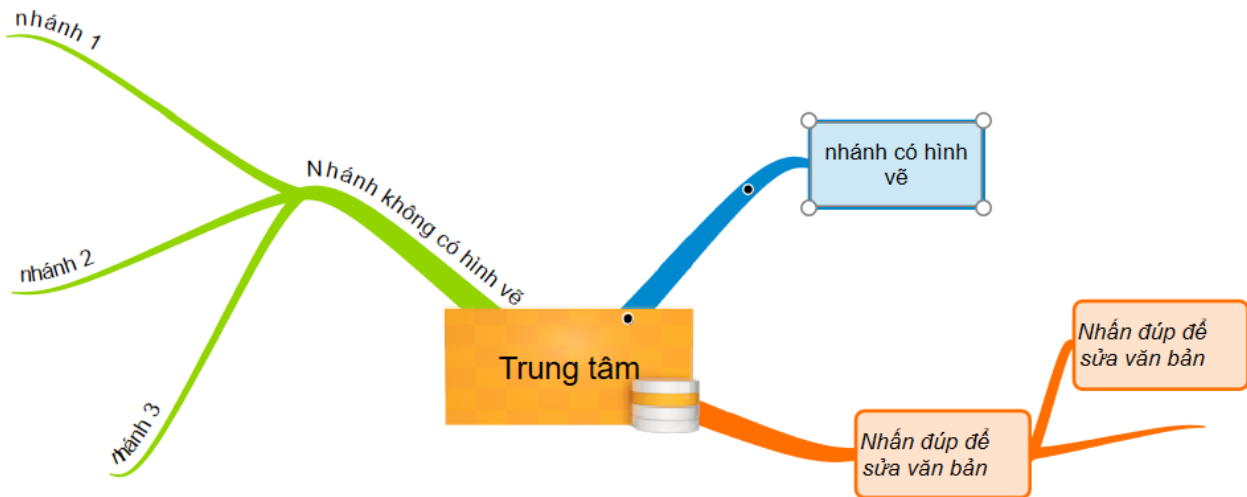 nhánh 1
Nhánh không có hình vẽ
nhánh 2
nhánh 3
nhánh có hình
vẽ
Trung tâm
Nhấn đúp để
sửa văn bản
Nhấn đúp để
sửa văn bản